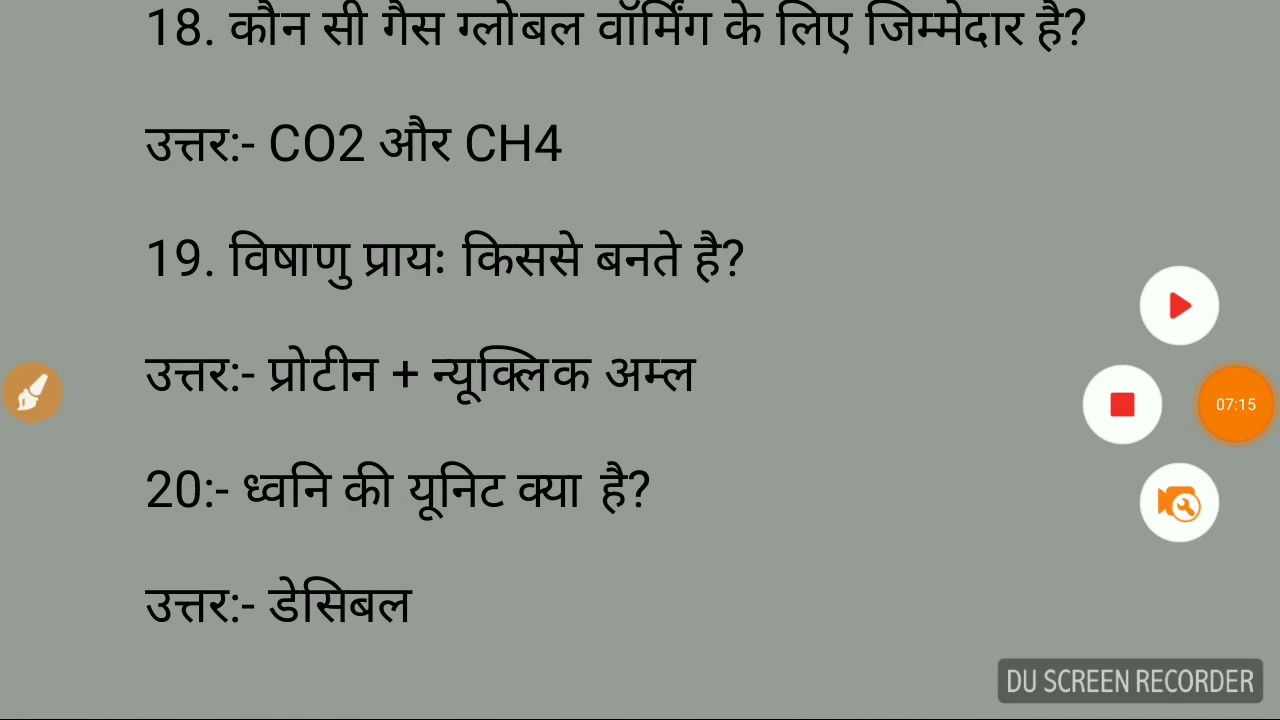 18. कौन सी गैस ग्लोबल वॉर्मिंग के लिए जिम्मेदार है?
उत्तर:- CO2 और CH4
19. विषाणु प्रायः किससे बनते है?
उत्तर:- प्रोटीन + न्यूक्लिक अम्ल
20:- ध्वनि की यूनिट क्या है?
उत्तर:- डेसिबल
07:15
DU SCREEN RECORDER